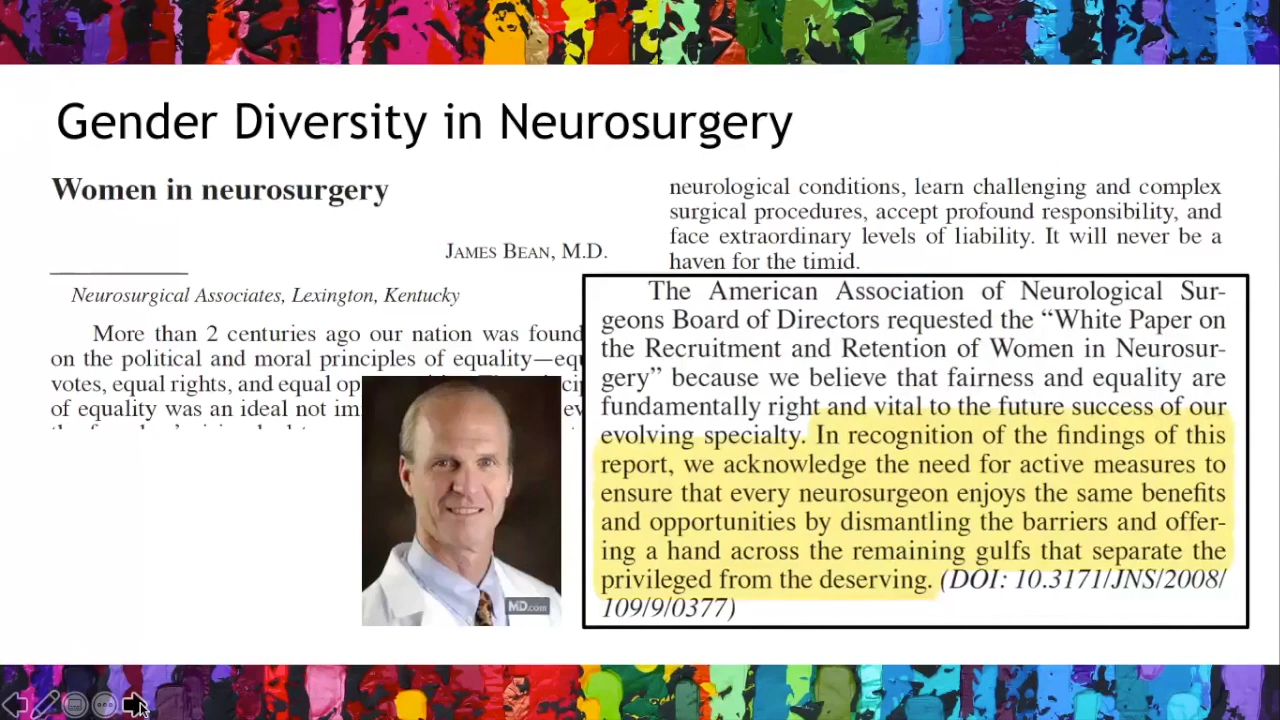 Gender Diversity in Neurosurgery
Women in neurosurgery
JAMES BEAN, M.D.
Neurosurgical Associates, Lexington, Kentucky
More than 2 centuries ago our nation was found
on the political and moral principles of equality—equ
votes, equal rights, and equal op
of equality was an ideal not im
neurological conditions, learn challenging and complex
surgical procedures, accept profound responsibility, and
face extraordinary levels of liability. It will never be a
haven for the timid.
The American Association of Neurological Sur-
geons Board of Directors requested the “White Paper on
the Recruitment and Retention of Women in Neurosur-
gery” because we believe that fairness and equality are
fundamentally right and vital to the future success of our
evolving specialty. In recognition of the findings of this
report, we acknowledge the need for active measures to
ensure that every neurosurgeon enjoys the same benefits
and opportunities by dismantling the barriers and offer-
ing a hand across the remaining gulfs that separate the
privileged from the deserving. (DOI: 10.3171/JNS/2008/
109/9/0377)
MD.com